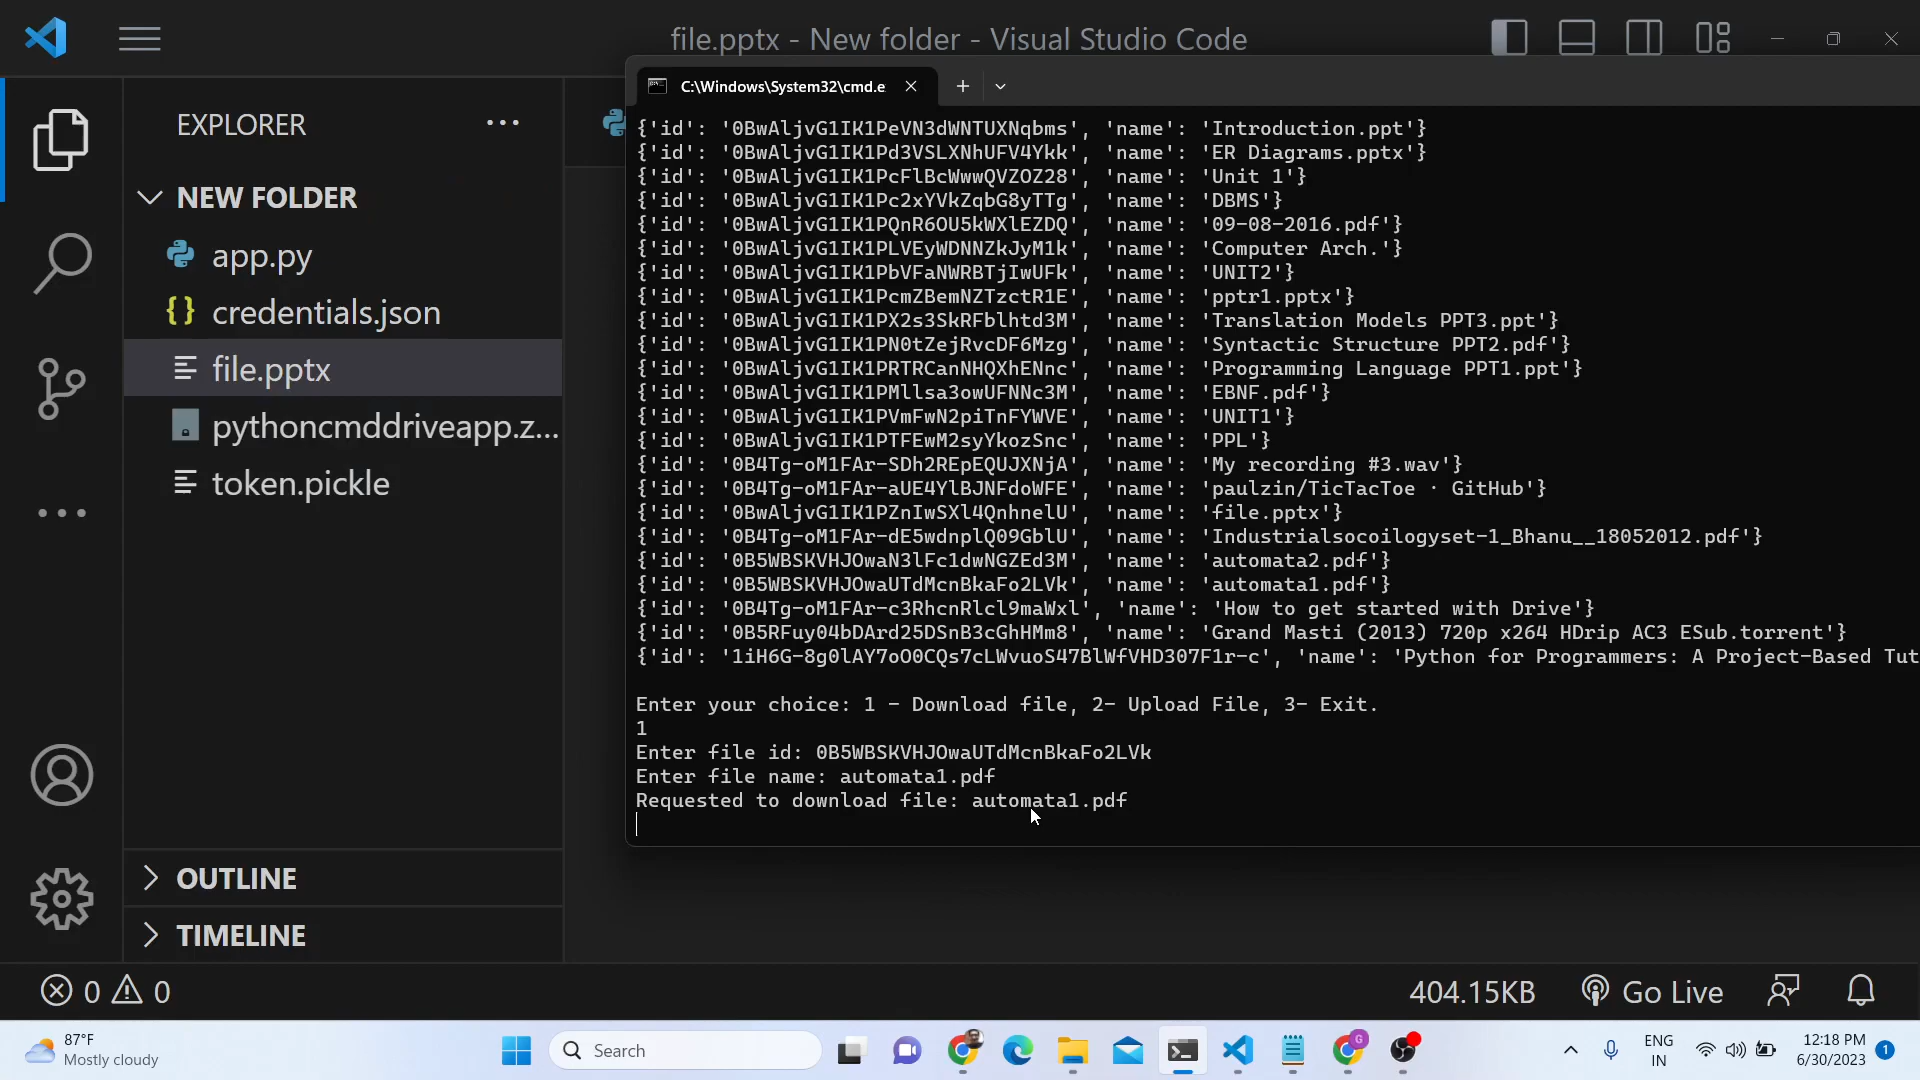 file.pptx - New folder - Visual Studio Code
C:\Windows\System32\cmd.e
EXPLORER
NEW FOLDER
app.py
credentials.json
file.pptx
pythoncmddriveapp.z...
token.pickle
OUTLINE
TIMELINE
{'id': '0BwAljvG1IK1PeVN3dWNTUXNqbms', 'name': 'Introduction.ppt'}
{'id': '0BwAljvG1IK1Pd3VSLXNhUFV4Ykk', 'name': 'ER Diagrams.pptx'}
{'id': '0BwAljvG1IK1PcFlBcWwwQVZOZ28', 'name': 'Unit 1'}
{'id': '0BwAljvG1IK1Pc2xYVkZqbG8yTTg', 'name': 'DBMS'}
{'id': '0BwAljvG1IK1PQnR6OU5kWXlEZDQ', 'name': '09-08-2016.pdf'}
{'id': '0BwAljvG1IK1PLVEyWDNNZkJyM1k', 'name': 'Computer Arch.'}
{'id': '0BwAljvG1IK1PbVFaNWRBTjIwUFk', 'name': 'UNIT2'}
{'id': '0BwAljvG1IK1PcmZBemNZTzctR1E', 'name': 'pptr1.pptx'}
{'id': '0BwAljvG1IK1PX2s3SkRFblhtd3M', 'name': 'Translation Models PPT3.ppt'}
{'id': '0BwAljvG1IK1PN0tZejRvcDF6Mzg', 'name': 'Syntactic Structure PPT2.pdf'}
{'id': '0BwAljvG1IK1PRTRCanNHQXhENnc', 'name': 'Programming Language PPT1.ppt'}
{'id': '0BwAljvG1IK1PMllsa3owUFNNc3M', 'name': 'EBNF.pdf'}
{'id': '0BwAljvG1IK1PVmFwN2piTnFYWVE', 'name': 'UNIT1'}
{'id': '0BwAljvG1IK1PTFEwM2syYkozSnc', 'name': 'PPL'}
{'id': '0B4Tg-oM1FAr-SDh2REpEQUJXNjA', 'name': 'My recording #3.wav'}
{'id': '0B4Tg-oM1FAr-aUE4YlBJNFdoWFE', 'name': 'paulzin/TicTacToe · GitHub'}
{'id': '0BwAljvG1IK1PZnIwSXl4QnhnelU', 'name': 'file.pptx'}
{'id': '0B4Tg-oM1FAr-dE5wdnplQ09GblU', 'name': 'Industrialsocoilogyset-1_Bhanu__18052012.pdf'}
{'id': '0B5WBSKVHJOwaN3lFc1dwNGZEd3M', 'name': 'automata2.pdf'}
{'id': '0B5WBSKVHJOwaUTdMcnBkaFo2LVk', 'name': 'automata1.pdf'}
{'id': '0B4Tg-oM1FAr-c3RhcnRlcl9maWxl', 'name': 'How to get started with Drive'}
{'id': '0B5RFuy04bDArd25DSnB3cGhHMm8', 'name': 'Grand Masti (2013) 720p x264 HDrip AC3 ESub.torrent'}
{'id': '1iH6G-8g0lAY7oO0CQs7cLWvuoS47BlWfVHD307F1r-c', 'name': 'Python for Programmers: A Project-Based Tut
Enter your choice: 1 - Download file, 2- Upload File, 3- Exit.
1
Enter file id: 0B5WBSKVHJOwaUTdMcnBkaFo2LVk
Enter file name: automata1.pdf
Requested to download file: automata1.pdf
0 0
404.15KB
Go Live
87°F
Mostly cloudy
Search
G
ENG
IN
12:18 PM
6/30/2023
1